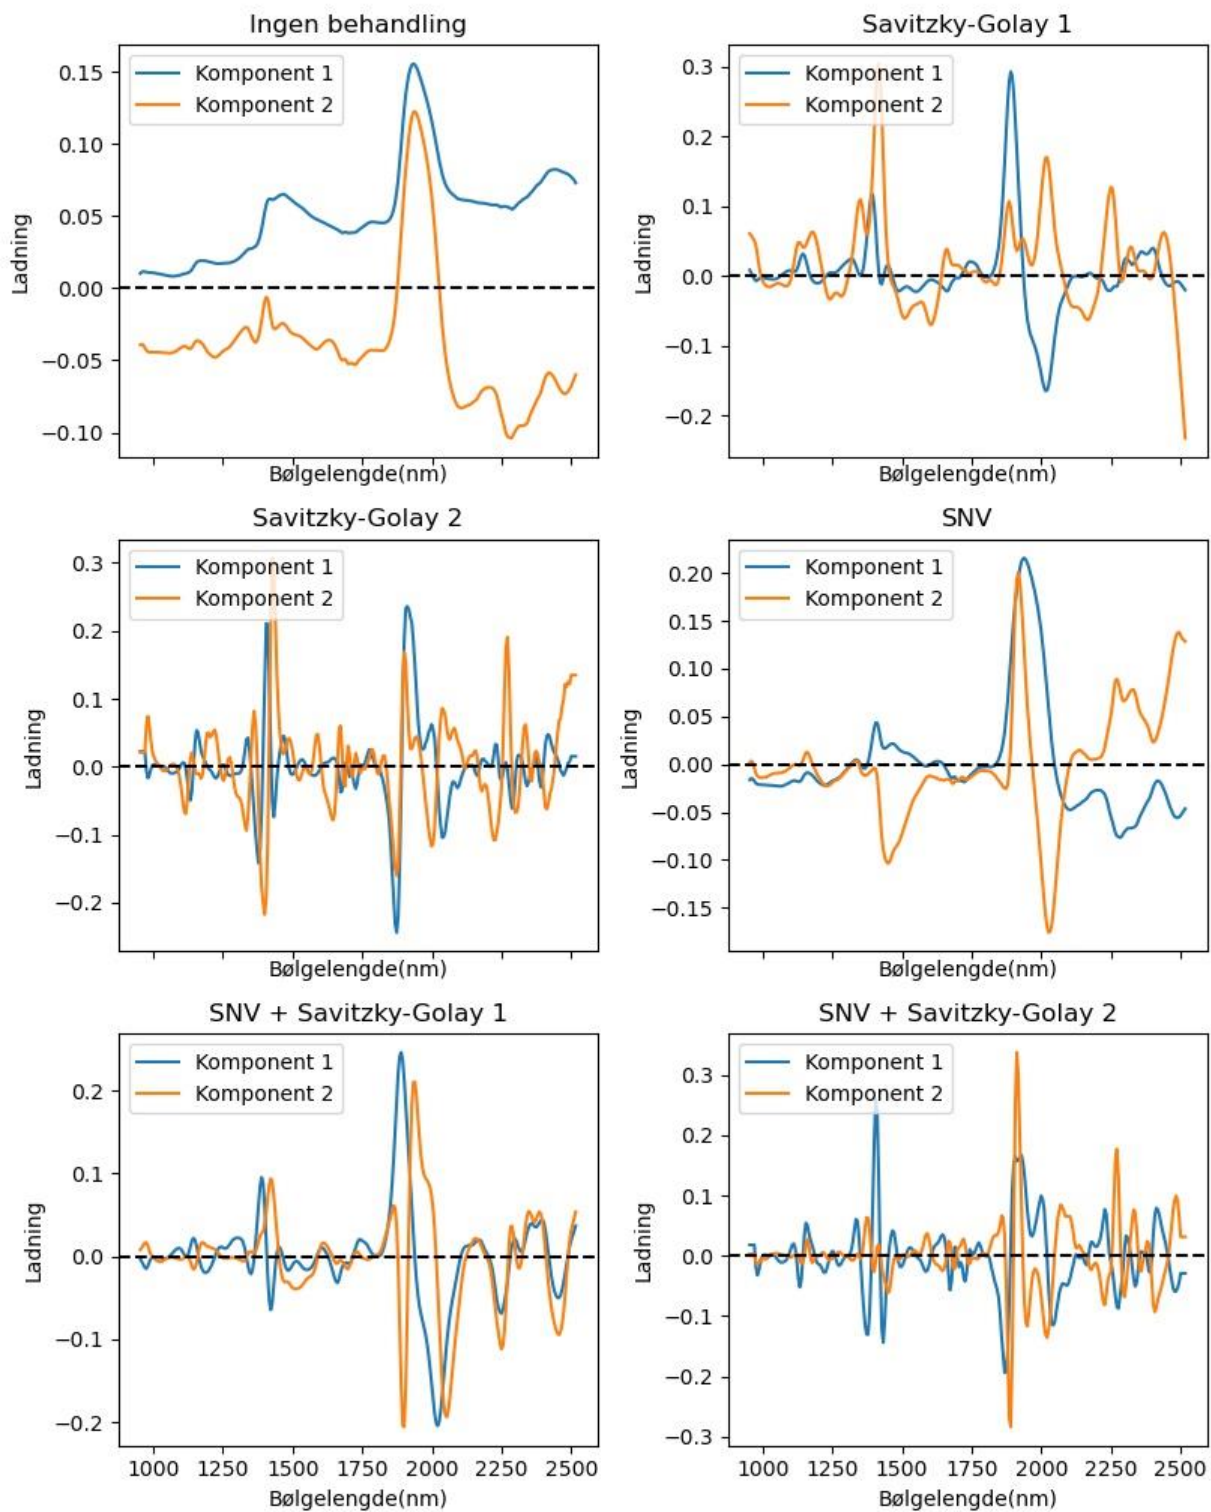 Ingen behandling
Komponent 1
Komponent 2
0.15
0.10
0.05
0.00
−0.05
−0.10
Ladning
Bølgelengde(nm)
Savitzky-Golay 1
Komponent 1
Komponent 2
0.3
0.2
0.1
0.0
−0.1
−0.2
Ladning
Bølgelengde(nm)
Savitzky-Golay 2
Komponent 1
Komponent 2
0.3
0.2
0.1
0.0
−0.1
−0.2
Ladning
Bølgelengde(nm)
SNV
Komponent 1
Komponent 2
0.20
0.15
0.10
0.05
0.00
−0.05
−0.10
−0.15
Ladning
Bølgelengde(nm)
SNV + Savitzky-Golay 1
Komponent 1
Komponent 2
0.2
0.1
0.0
−0.1
−0.2
Ladning
1000 1250 1500 1750 2000 2250 2500
Bølgelengde(nm)
SNV + Savitzky-Golay 2
Komponent 1
Komponent 2
0.3
0.2
0.1
0.0
−0.1
−0.2
−0.3
Ladning
1000 1250 1500 1750 2000 2250 2500
Bølgelengde(nm)